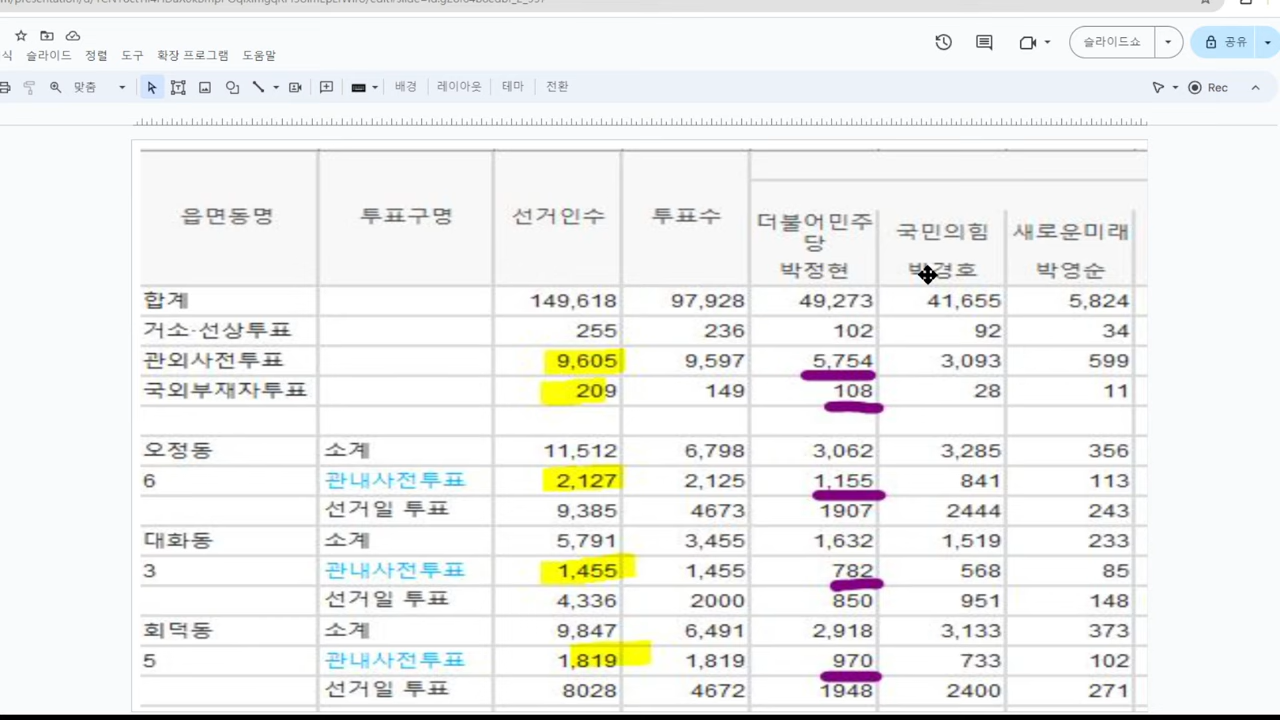 식 슬라이드 정렬 도구 확장 프로그램 도움말
슬라이드쇼 공유
맞춤 배경 레이아웃 테마 전환 Rec
읍면동명 투표구명 선거인수 투표수 더불어민주당 박정현 국민의힘 박경호 새로운미래 박영순
합계 149,618 97,928 49,273 41,655 5,824
거소·선상투표 255 236 102 92 34
관외사전투표 9,605 9,597 5,754 3,093 599
국외부재자투표 209 149 108 28 11
오정동 소계 11,512 6,798 3,062 3,285 356
6 관내사전투표 2,127 2,125 1,155 841 113
선거일 투표 9,385 4673 1907 2444 243
대화동 소계 5,791 3,455 1,632 1,519 233
3 관내사전투표 1,455 1,455 782 568 85
선거일 투표 4,336 2000 850 951 148
회덕동 소계 9,847 6,491 2,918 3,133 373
5 관내사전투표 1,819 1,819 970 733 102
선거일 투표 8028 4672 1948 2400 271